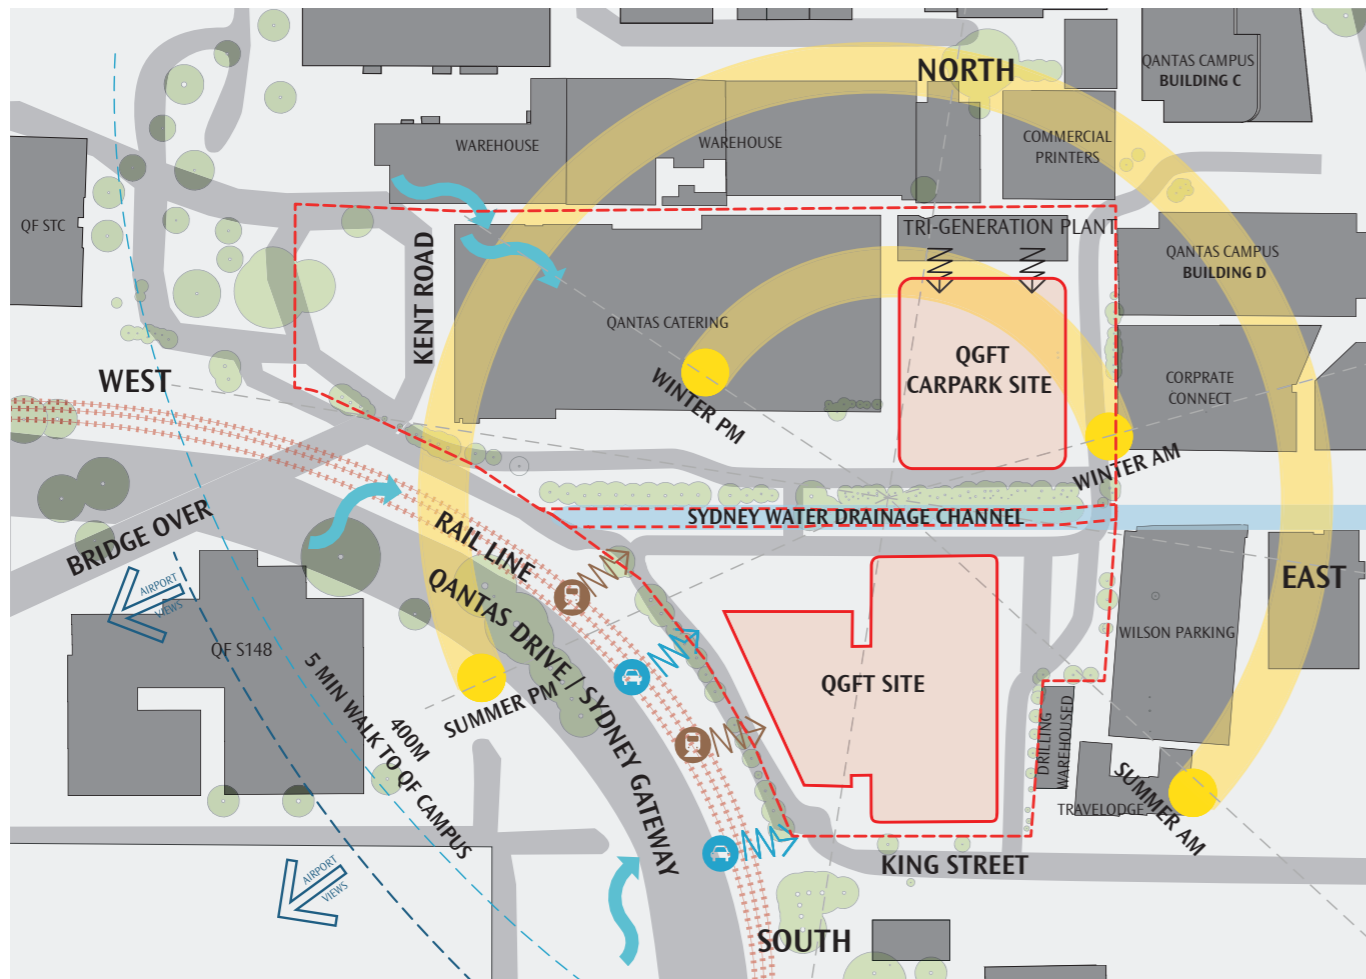 NORTH
QANTAS CAMPUS
BUILDING C
WAREHOUSE
WAREHOUSE
COMMERCIAL
PRINTERS
QF STC
TRI-GENERATION PLANT
KENT ROAD
QANTAS CAMPUS
BUILDING D
QANTAS CATERING
QGFT
CARPARK SITE
WEST
WINTER PM
CORPRATE
CONNECT
WINTER AM
BRIDGE OVER
RAIL LINE
SYDNEY WATER DRAINAGE CHANNEL
EAST
AIRPORT
VIEWS
QF S148
QANTAS DRIVE / SYDNEY GATEWAY
WILSON PARKING
QGFT SITE
SUMMER PM
5 MIN WALK TO QF CAMPUS
400M
DRILLING
WAREHOUSED
TRAVELODGE
SUMMER AM
AIRPORT
VIEWS
KING STREET
SOUTH